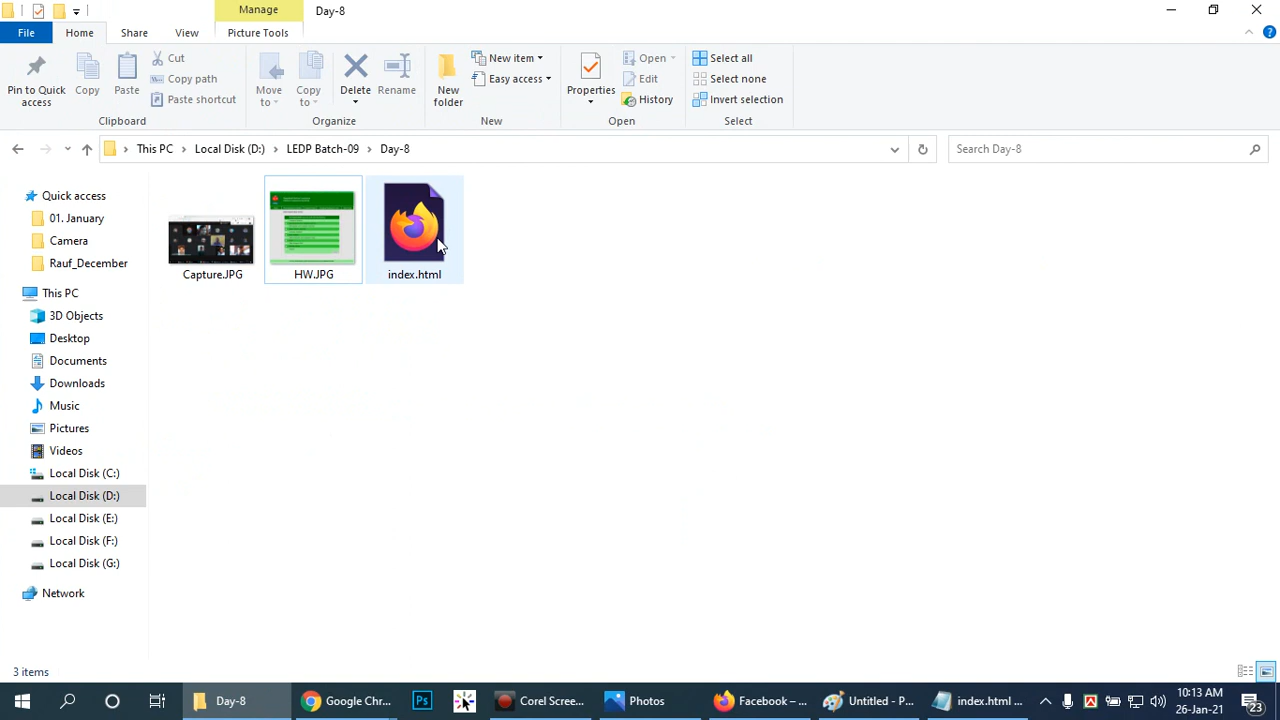 Manage
Day-8
File
Home
Share
View
Picture Tools
Pin to Quick access
Copy
Paste
Cut
Copy path
Paste shortcut
Clipboard
Move to
Copy to
Delete
Rename
Organize
New folder
New item
Easy access
New
Properties
Open
Edit
History
Open
Select all
Select none
Invert selection
Select
This PC
Local Disk (D:)
LEDP Batch-09
Day-8
Search Day-8
Quick access
01. January
Camera
Rauf_December
This PC
3D Objects
Desktop
Documents
Downloads
Music
Pictures
Videos
Local Disk (C:)
Local Disk (D:)
Local Disk (E:)
Local Disk (F:)
Local Disk (G:)
Network
Capture.JPG
HW.JPG
index.html
3 items
Day-8
Google Chr...
Ps
Corel Scree...
Photos
Facebook – ...
Untitled - P...
index.html ...
10:13 AM
26-Jan-21
23